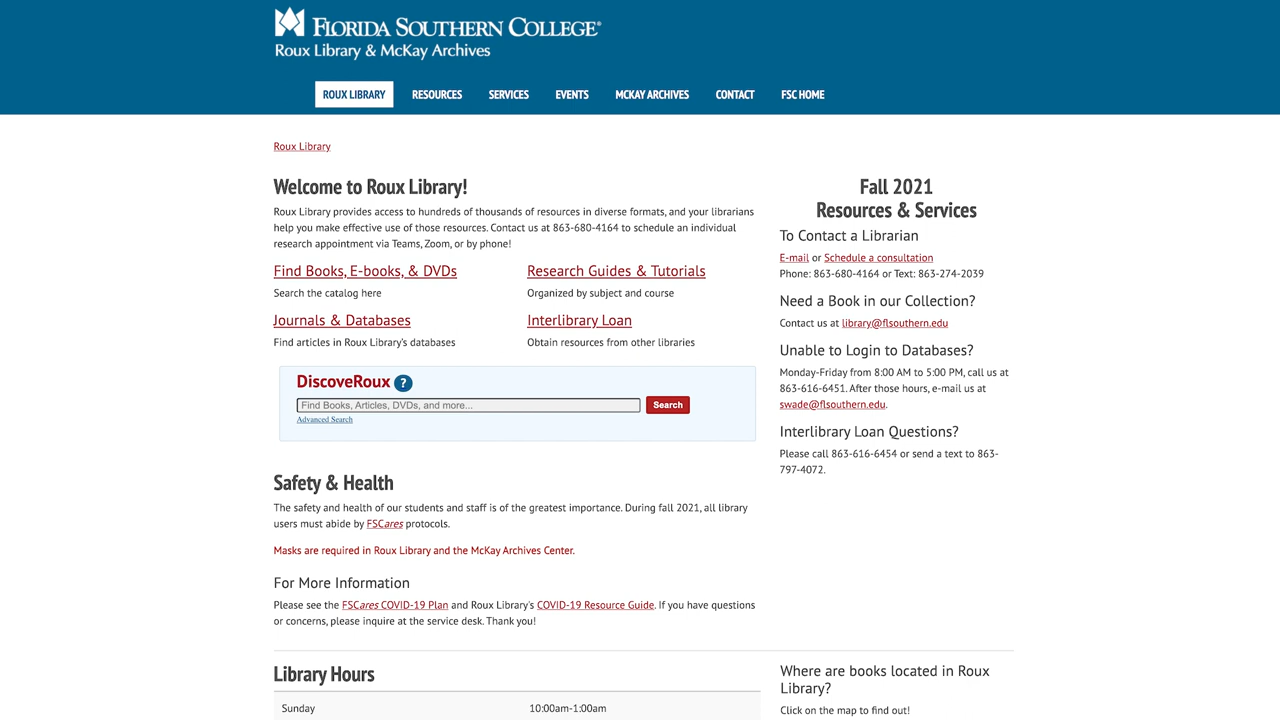 FLORIDA SOUTHERN COLLEGE®
Roux Library & McKay Archives
ROUX LIBRARY RESOURCES SERVICES EVENTS MCKAY ARCHIVES CONTACT FSC HOME
Roux Library
Welcome to Roux Library!
Roux Library provides access to hundreds of thousands of resources in diverse formats, and your librarians
help you make effective use of those resources. Contact us at 863-680-4164 to schedule an individual
research appointment via Teams, Zoom, or by phone!
Find Books, E-books, & DVDs
Search the catalog here
Research Guides & Tutorials
Organized by subject and course
Journals & Databases
Find articles in Roux Library's databases
Interlibrary Loan
Obtain resources from other libraries
DiscoveRoux ?
Find Books, Articles, DVDs, and more... Search
Advanced Search
Safety & Health
The safety and health of our students and staff is of the greatest importance. During fall 2021, all library
users must abide by FSCares protocols.
Masks are required in Roux Library and the McKay Archives Center.
For More Information
Please see the FSCares COVID-19 Plan and Roux Library's COVID-19 Resource Guide. If you have questions
or concerns, please inquire at the service desk. Thank you!
Fall 2021
Resources & Services
To Contact a Librarian
E-mail or Schedule a consultation
Phone: 863-680-4164 or Text: 863-274-2039
Need a Book in our Collection?
Contact us at library@flsouthern.edu
Unable to Login to Databases?
Monday-Friday from 8:00 AM to 5:00 PM, call us at
863-616-6451. After those hours, e-mail us at
swade@flsouthern.edu.
Interlibrary Loan Questions?
Please call 863-616-6454 or send a text to 863-
797-4072.
Library Hours
Sunday 10:00am-1:00am
Where are books located in Roux
Library?
Click on the map to find out!